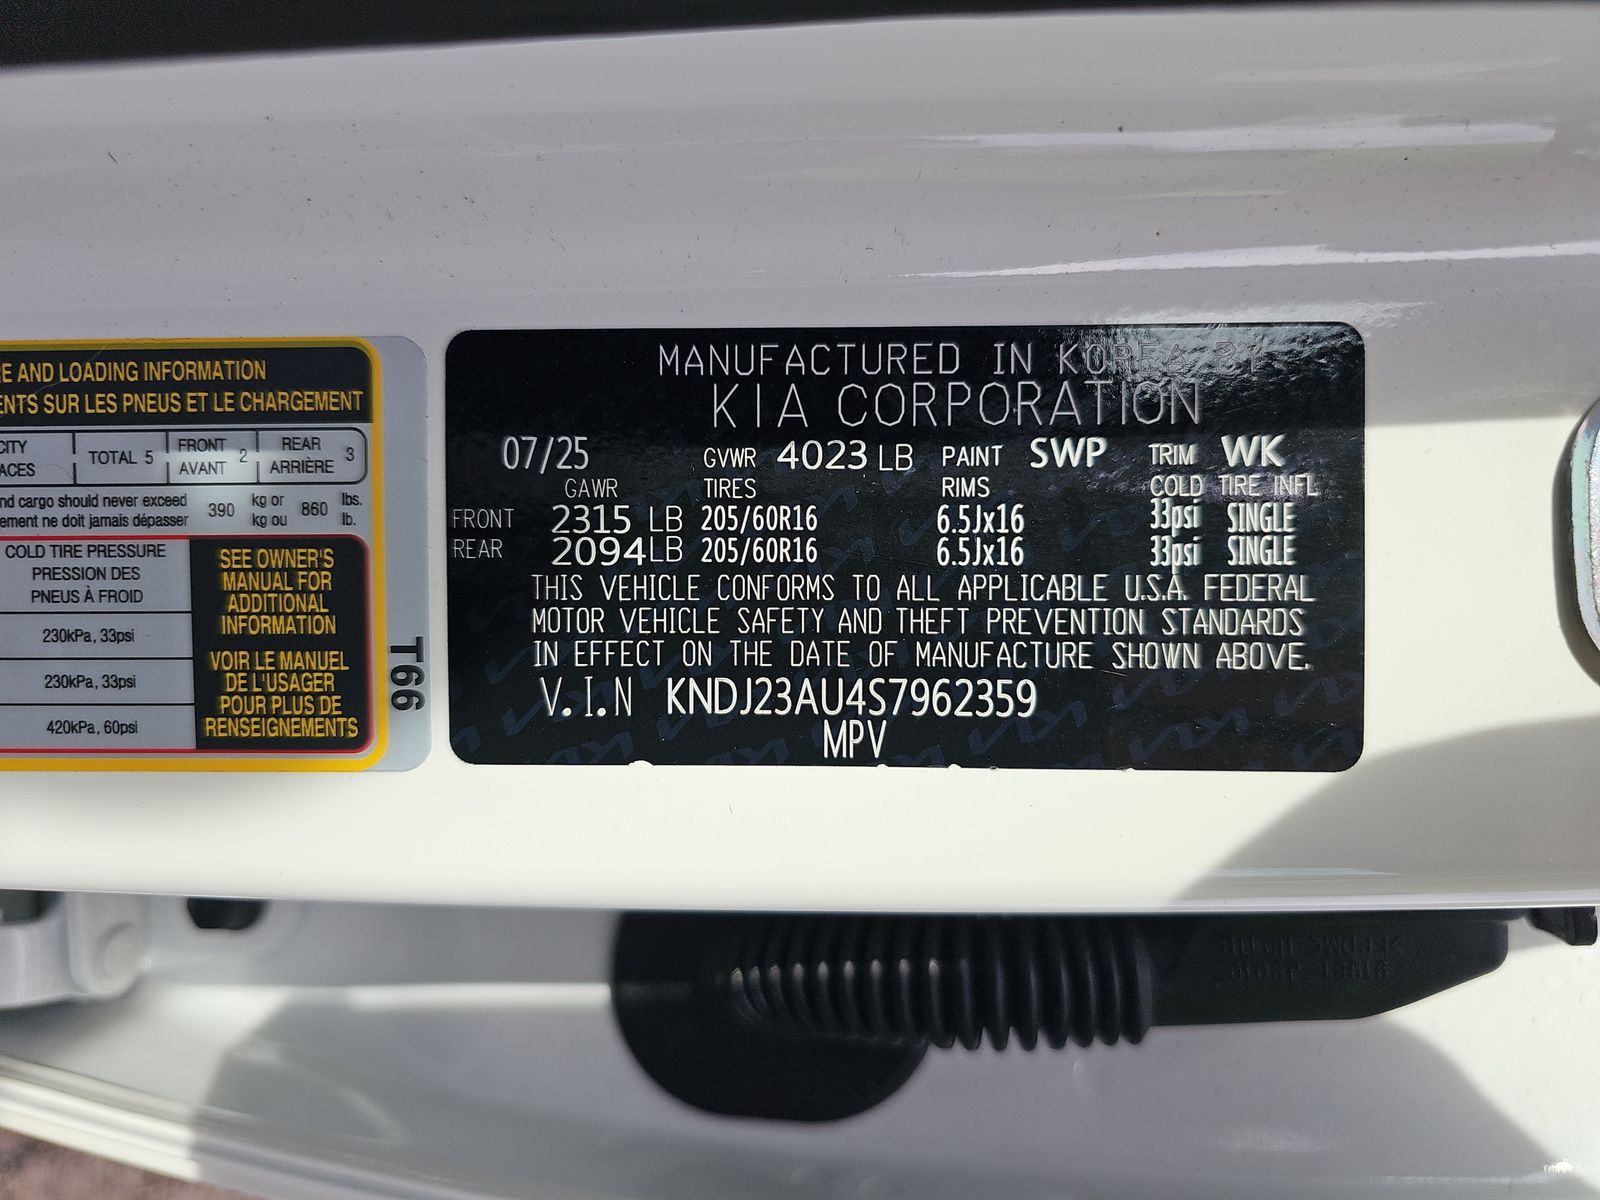 E AND LOADING INFORMATION
ENTS SUR LES PNEUS ET LE CHARGEMENT
CITY
ACES
TOTAL 5
FRONT
AVANT
2
REAR
ARRIÈRE
3
nd cargo should never exceed
ement ne doit jamais dépasser
390
kg or
kg ou
860
lbs.
lb.
COLD TIRE PRESSURE
PRESSION DES
PNEUS À FROID
230kPa, 33psi
230kPa, 33psi
420kPa, 60psi
SEE OWNER'S
MANUAL FOR
ADDITIONAL
INFORMATION
VOIR LE MANUEL
DE L'USAGER
POUR PLUS DE
RENSEIGNEMENTS
T66
MANUFACTURED IN KOREA BY
KIA CORPORATION
07/25 GVWR 4023 LB PAINT SWP TRIM WK
GAWR TIRES RIMS COLD TIRE INFL
FRONT 2315 LB 205/60R16 6.5Jx16 33psi SINGLE
REAR 2094 LB 205/60R16 6.5Jx16 33psi SINGLE
THIS VEHICLE CONFORMS TO ALL APPLICABLE U.S.A. FEDERAL
MOTOR VEHICLE SAFETY AND THEFT PREVENTION STANDARDS
IN EFFECT ON THE DATE OF MANUFACTURE SHOWN ABOVE.
V.I.N KNDJ23AU4S7962359
MPV